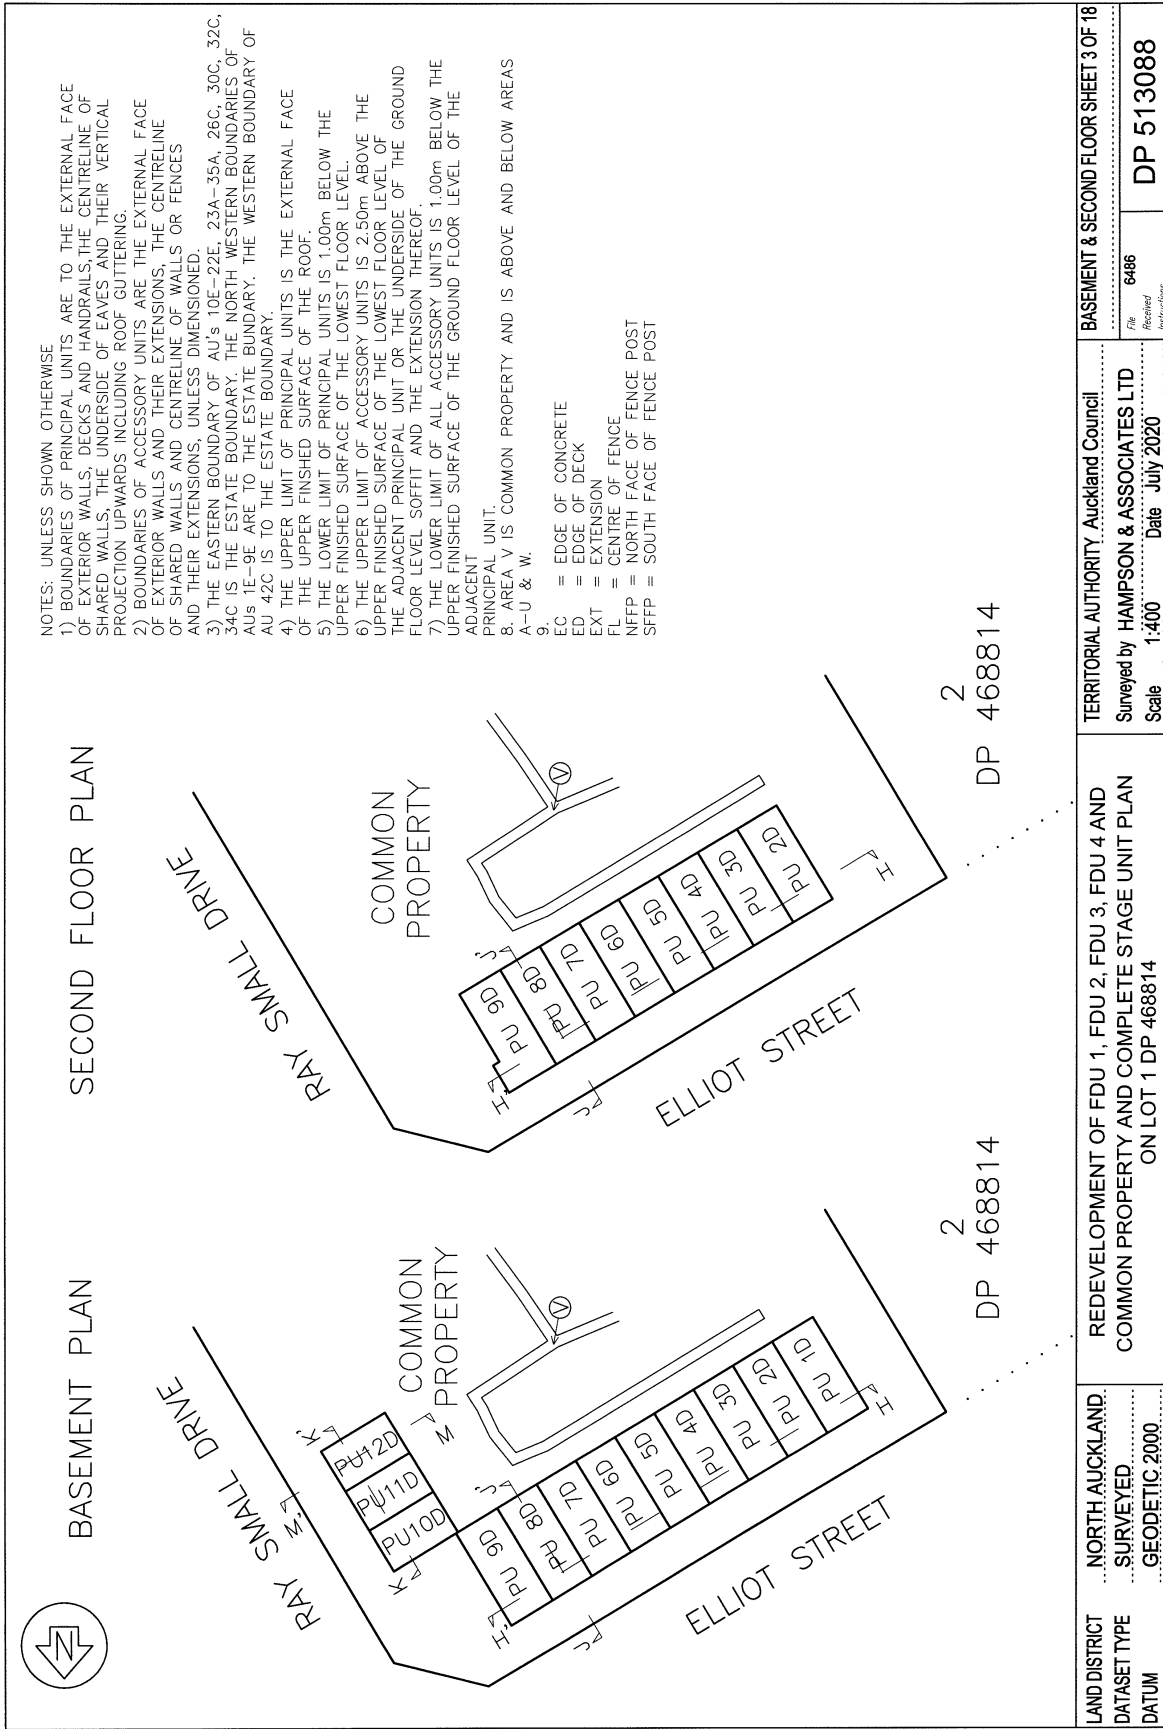 BASEMENT PLAN
N
RAY SMALL DRIVE
M'
K'
PU12D
PU11D
PU10D
K
M
COMMON
PROPERTY
V
J'
H'
PU 9D
PU 8D
PU 7D
PU 6D
PU 5D
PU 4D
PU 3D
PU 2D
PU 1D
H
J
ELLIOT STREET
2
DP 468814
SECOND FLOOR PLAN
RAY SMALL DRIVE
COMMON
PROPERTY
V
J'
H'
PU 9D
PU 8D
PU 7D
PU 6D
PU 5D
PU 4D
PU 3D
PU 2D
H
J
ELLIOT STREET
2
DP 468814
NOTES: UNLESS SHOWN OTHERWISE
1) BOUNDARIES OF PRINCIPAL UNITS ARE TO THE EXTERNAL FACE
OF EXTERIOR WALLS, DECKS AND HANDRAILS,THE CENTRELINE OF
SHARED WALLS, THE UNDERSIDE OF EAVES AND THEIR VERTICAL
PROJECTION UPWARDS INCLUDING ROOF GUTTERING.
2) BOUNDARIES OF ACCESSORY UNITS ARE THE EXTERNAL FACE
OF EXTERIOR WALLS AND THEIR EXTENSIONS, THE CENTRELINE
OF SHARED WALLS AND CENTRELINE OF WALLS OR FENCES
AND THEIR EXTENSIONS, UNLESS DIMENSIONED.
3) THE EASTERN BOUNDARY OF AU's 10E-22E, 23A-35A, 26C, 30C, 32C,
34C IS THE ESTATE BOUNDARY. THE NORTH WESTERN BOUNDARIES OF
AUs 1E-9E ARE TO THE ESTATE BUNDARY. THE WESTERN BOUNDARY OF
AU 42C IS TO THE ESTATE BOUNDARY.
4) THE UPPER LIMIT OF PRINCIPAL UNITS IS THE EXTERNAL FACE
OF THE UPPER FINISHED SURFACE OF THE ROOF.
5) THE LOWER LIMIT OF PRINCIPAL UNITS IS 1.00m BELOW THE
UPPER FINISHED SURFACE OF THE LOWEST FLOOR LEVEL.
6) THE UPPER LIMIT OF ACCESSORY UNITS IS 2.50m ABOVE THE
UPPER FINISHED SURFACE OF THE LOWEST FLOOR LEVEL OF
THE ADJACENT PRINCIPAL UNIT OR THE UNDERSIDE OF THE GROUND
FLOOR LEVEL SOFFIT AND THE EXTENSION THEREOF.
7) THE LOWER LIMIT OF ALL ACCESSORY UNITS IS 1.00m BELOW THE
UPPER FINISHED SURFACE OF THE GROUND FLOOR LEVEL OF THE
ADJACENT
PRINCIPAL UNIT.
8. AREA V IS COMMON PROPERTY AND IS ABOVE AND BELOW AREAS
A-U & W.
9.
EC = EDGE OF CONCRETE
ED = EDGE OF DECK
EXT = EXTENSION
FL = CENTRE OF FENCE
NFFP = NORTH FACE OF FENCE POST
SFFP = SOUTH FACE OF FENCE POST
LAND DISTRICT NORTH AUCKLAND
DATASET TYPE SURVEYED
DATUM GEODETIC 2000
REDEVELOPMENT OF FDU 1, FDU 2, FDU 3, FDU 4 AND
COMMON PROPERTY AND COMPLETE STAGE UNIT PLAN
ON LOT 1 DP 468814
TERRITORIAL AUTHORITY Auckland Council
Surveyed by HAMPSON & ASSOCIATES LTD
Scale 1:400 Date July 2020
BASEMENT & SECOND FLOOR SHEET 3 OF 18
File 6486
Received
Instructions
DP 513088